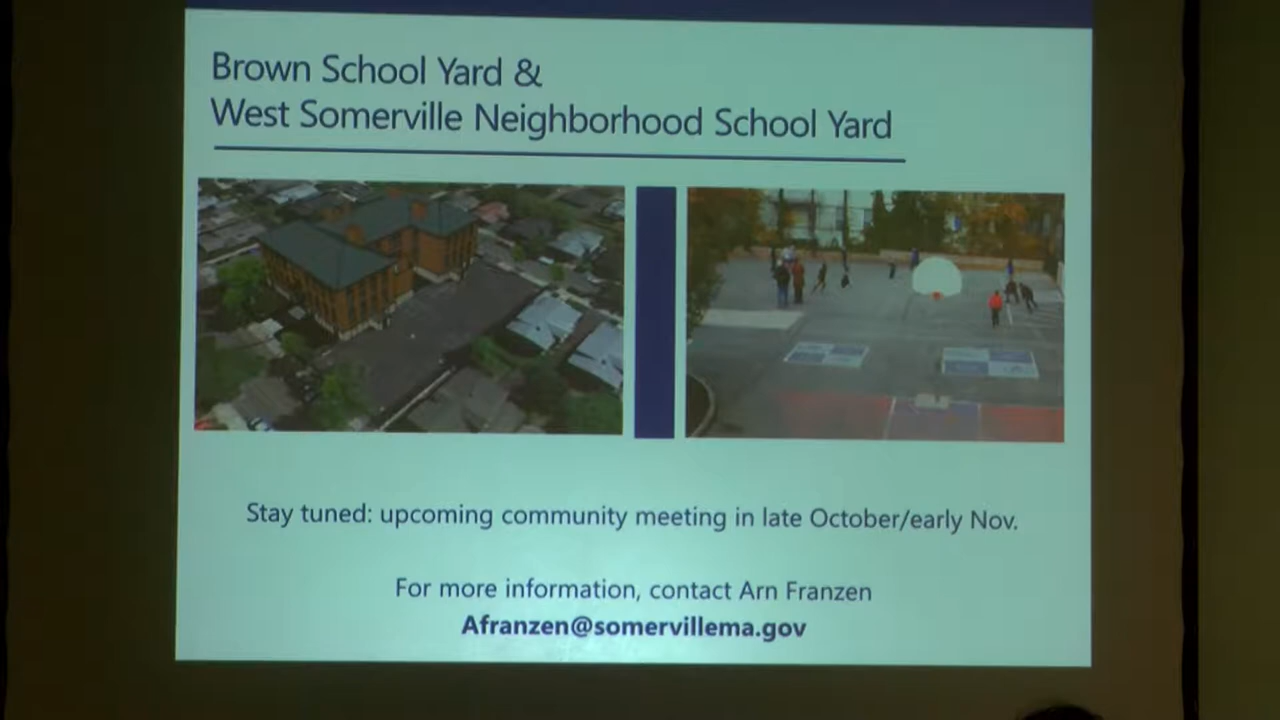 Brown School Yard &
West Somerville Neighborhood School Yard
Stay tuned: upcoming community meeting in late October/early Nov.
For more information, contact Arn Franzen
Afranzen@somervillema.gov